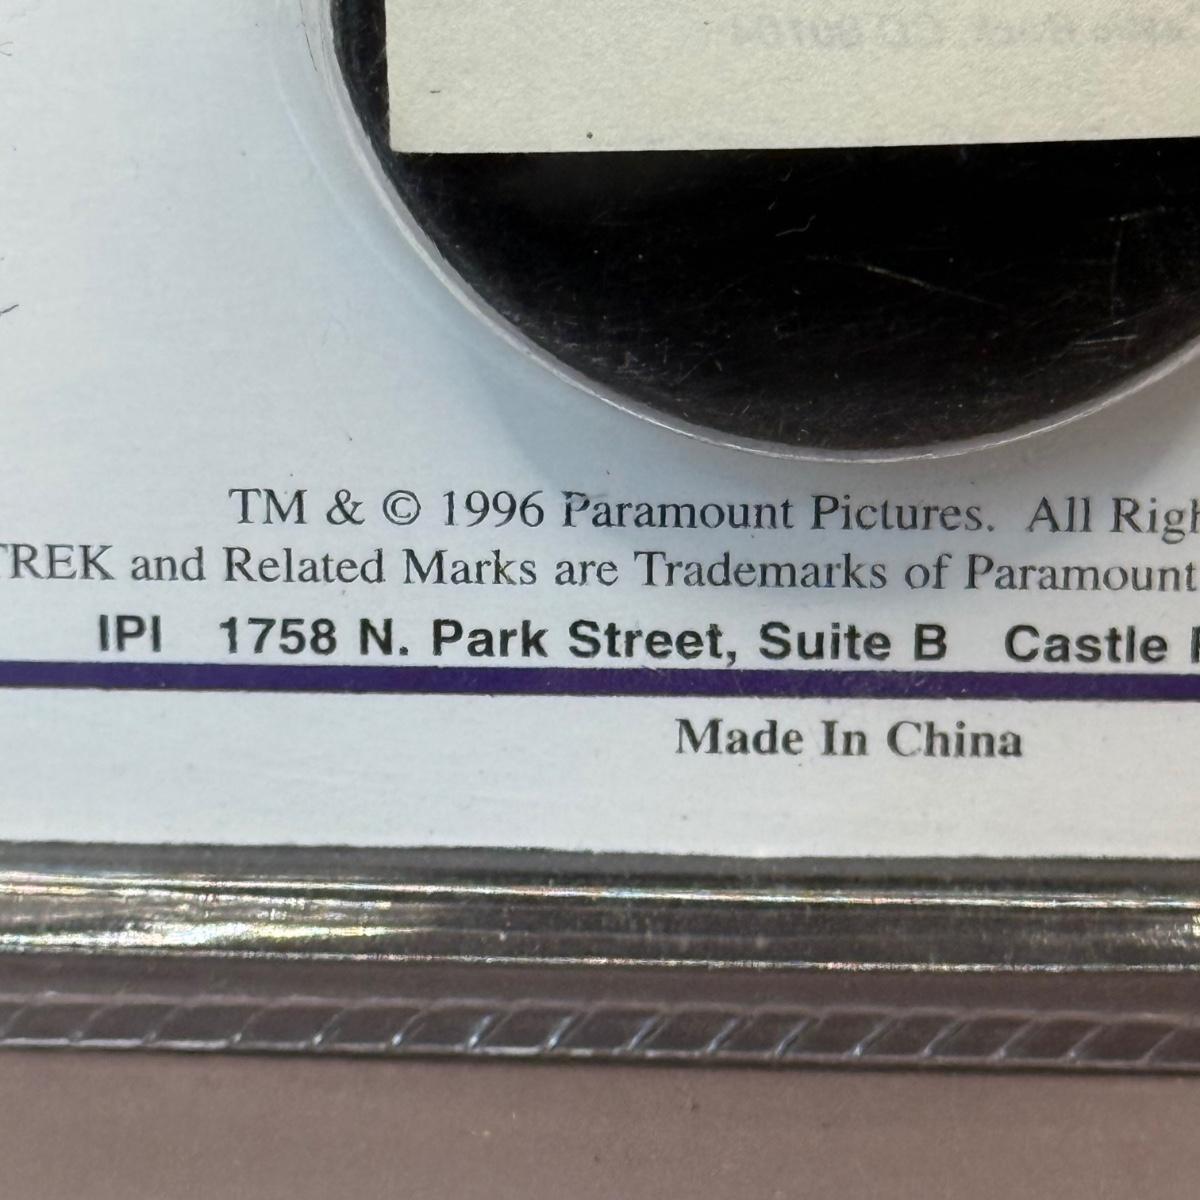 TM & © 1996 Paramount Pictures. All
TREK and Related Marks are Trademarks of Paramount
IPI 1758 N. Park Street, Suite B Castle
Made In China